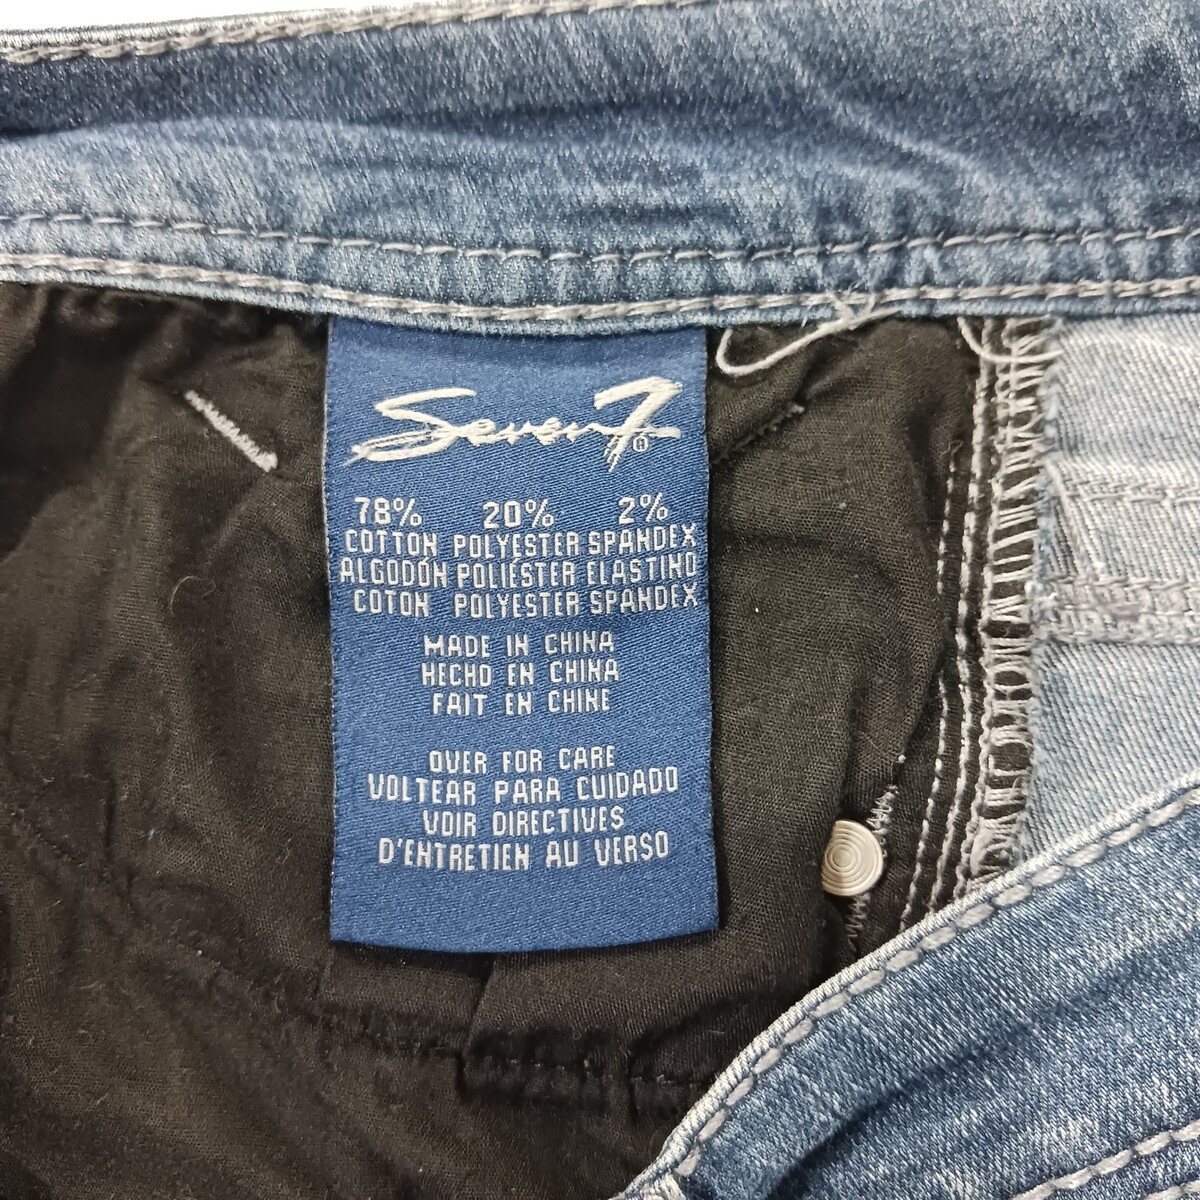 Seven7®
78% 20% 2%
COTTON POLYESTER SPANDEX
ALGODÓN POLIÉSTER ELASTINO
COTON POLYESTER SPANDEX
MADE IN CHINA
HECHO EN CHINA
FAIT EN CHINE
OVER FOR CARE
VOLTEAR PARA CUIDADO
VOIR DIRECTIVES
D'ENTRETIEN AU VERSO